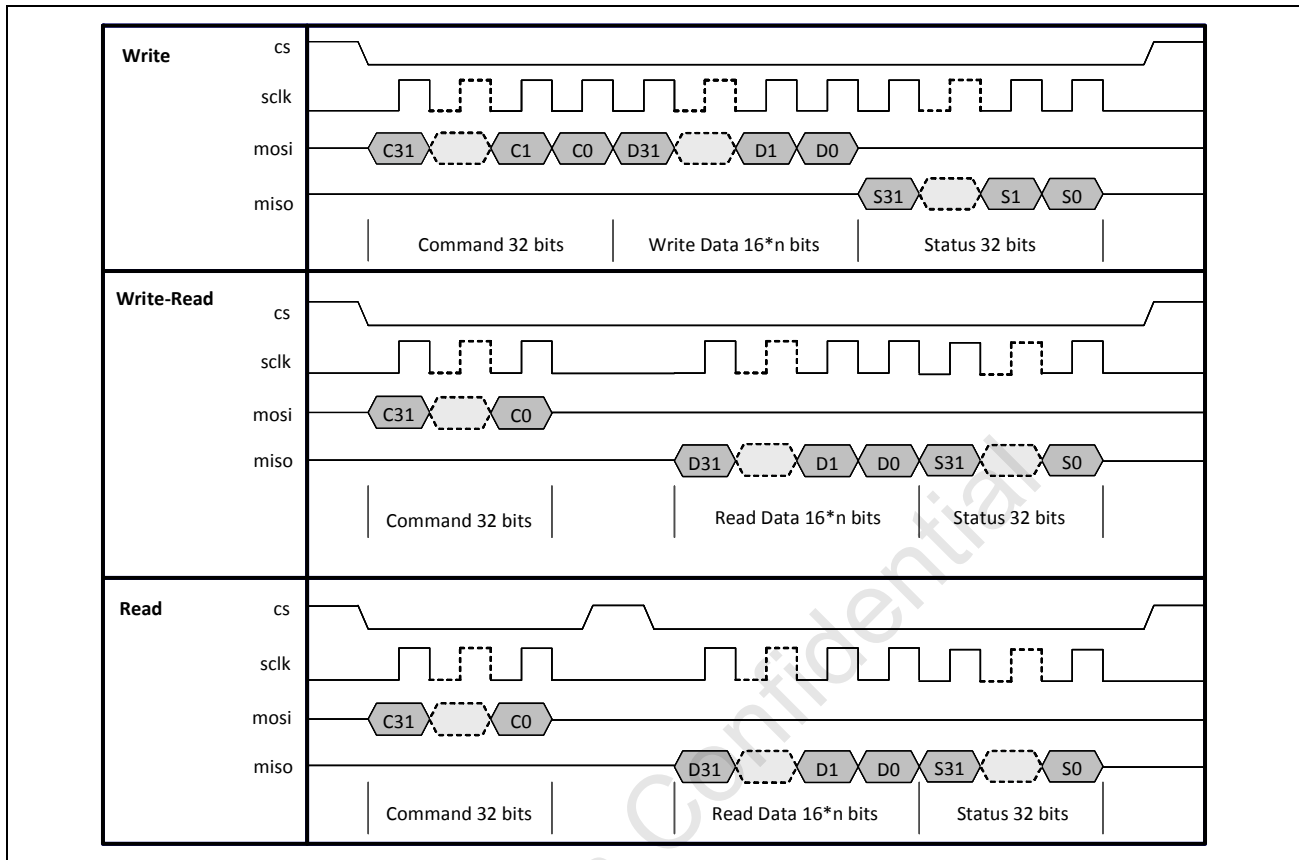 Write
cs
sclk
mosi
C31 C1 C0 D31 D1 D0
miso
S31 S1 S0
Command 32 bits Write Data 16*n bits Status 32 bits
Write-Read
cs
sclk
mosi
C31 C0
miso
D31 D1 D0 S31 S0
Command 32 bits Read Data 16*n bits Status 32 bits
Read
cs
sclk
mosi
C31 C0
miso
D31 D1 D0 S31 S0
Command 32 bits Read Data 16*n bits Status 32 bits
Confidential